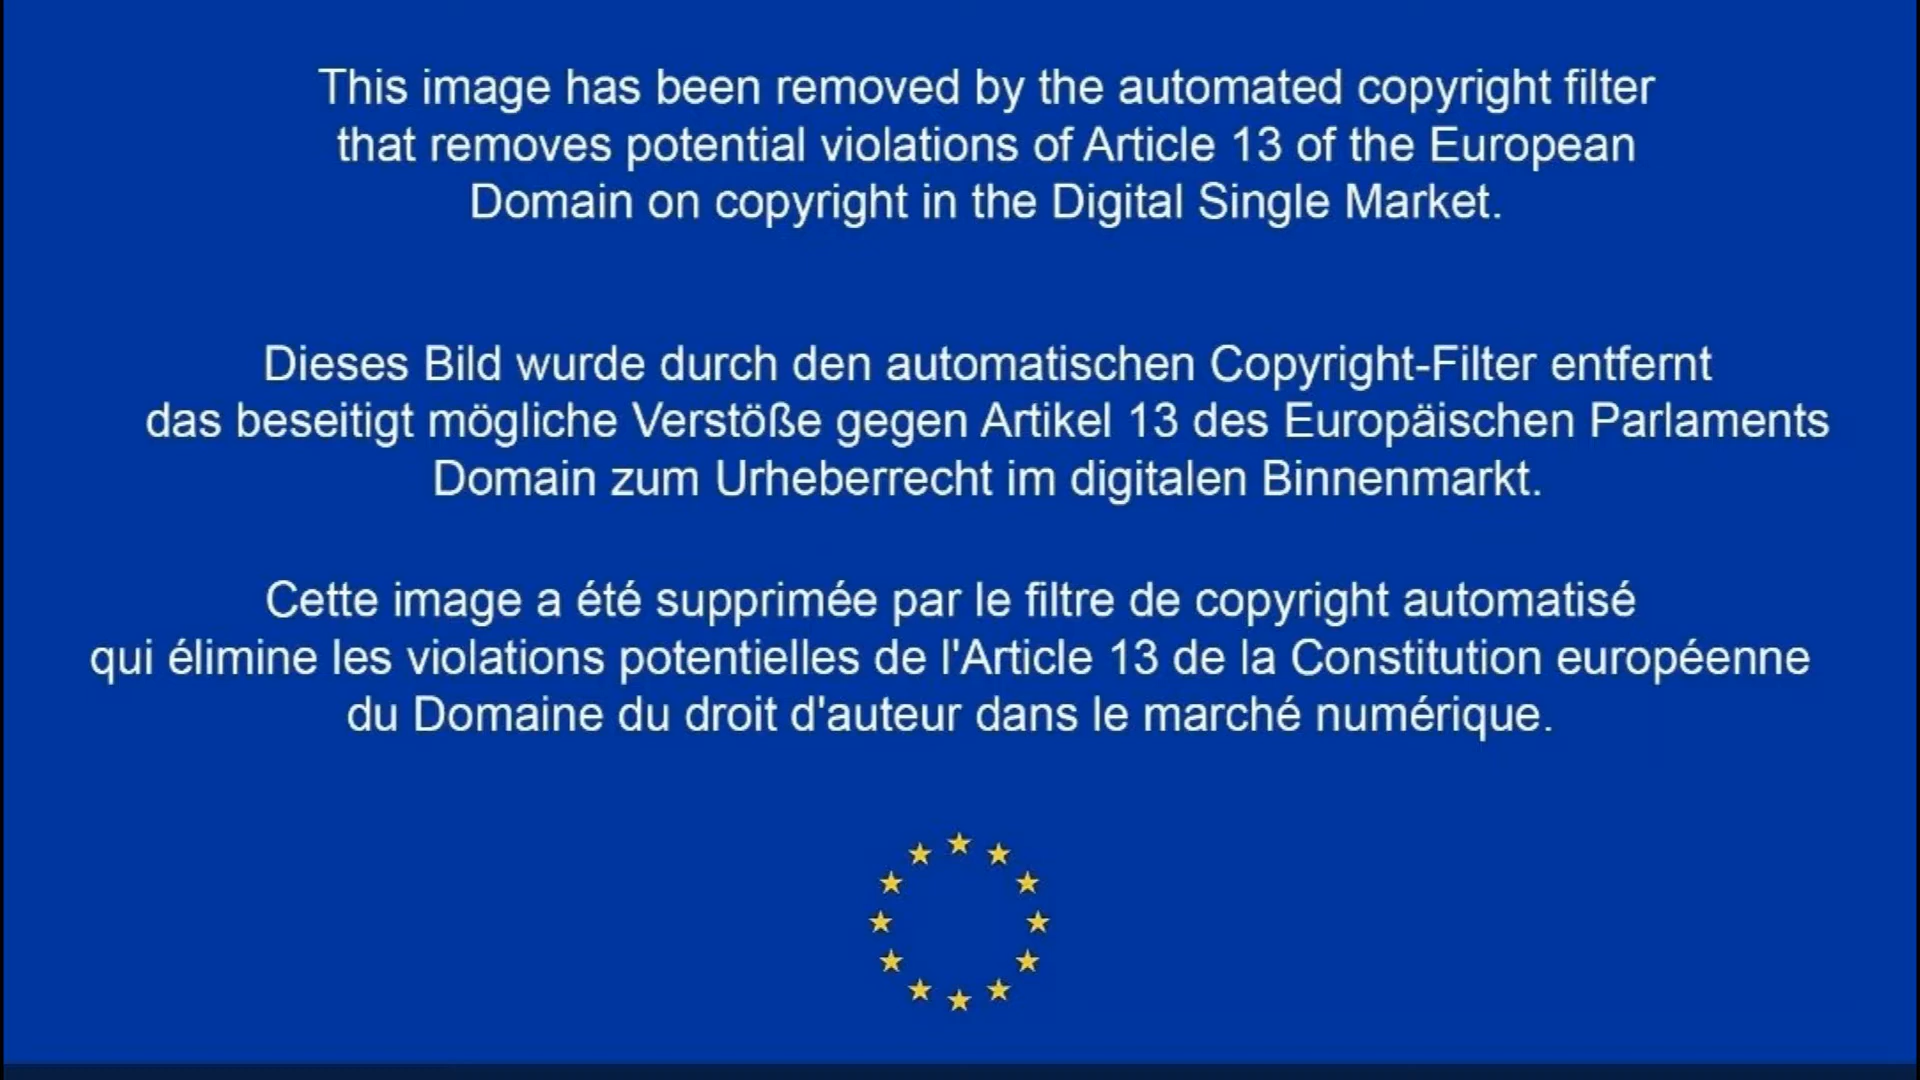 This image has been removed by the automated copyright filter
that removes potential violations of Article 13 of the European
Domain on copyright in the Digital Single Market.
Dieses Bild wurde durch den automatischen Copyright-Filter entfernt
das beseitigt mögliche Verstöße gegen Artikel 13 des Europäischen Parlaments
Domain zum Urheberrecht im digitalen Binnenmarkt.
Cette image a été supprimée par le filtre de copyright automatisé
qui élimine les violations potentielles de l'Article 13 de la Constitution européenne
du Domaine du droit d'auteur dans le marché numérique.